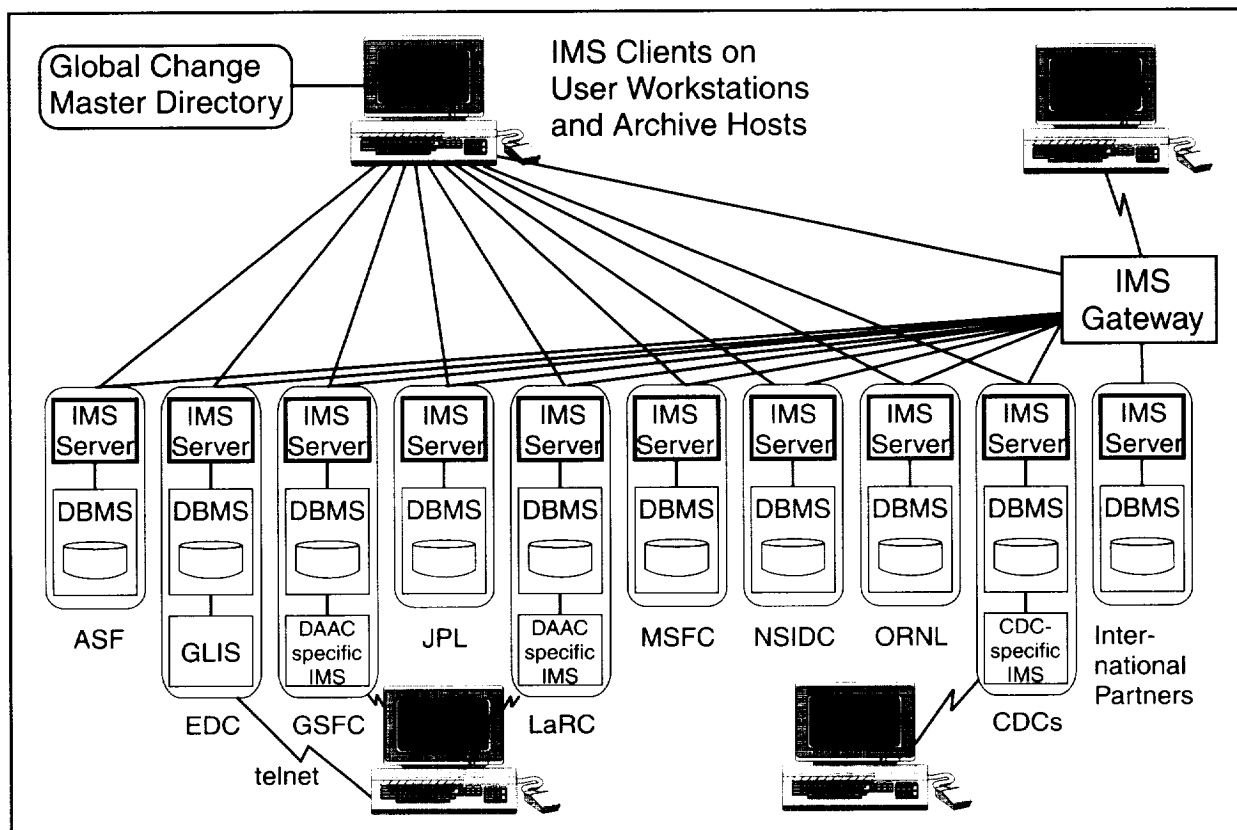 Global Change
Master Directory
IMS Clients on
User Workstations
and Archive Hosts
IMS
Gateway
IMS
Server
IMS
Server
IMS
Server
IMS
Server
IMS
Server
IMS
Server
IMS
Server
IMS
Server
IMS
Server
IMS
Server
DBMS
DBMS
DBMS
DBMS
DBMS
DBMS
DBMS
DBMS
DBMS
DBMS
ASF
GLIS
DAAC
specific
IMS
JPL
DAAC
specific
IMS
MSFC
NSIDC
ORNL
CDC-
specific
IMS
Inter-
national
Partners
EDC
GSFC
LaRC
CDCs
telnet